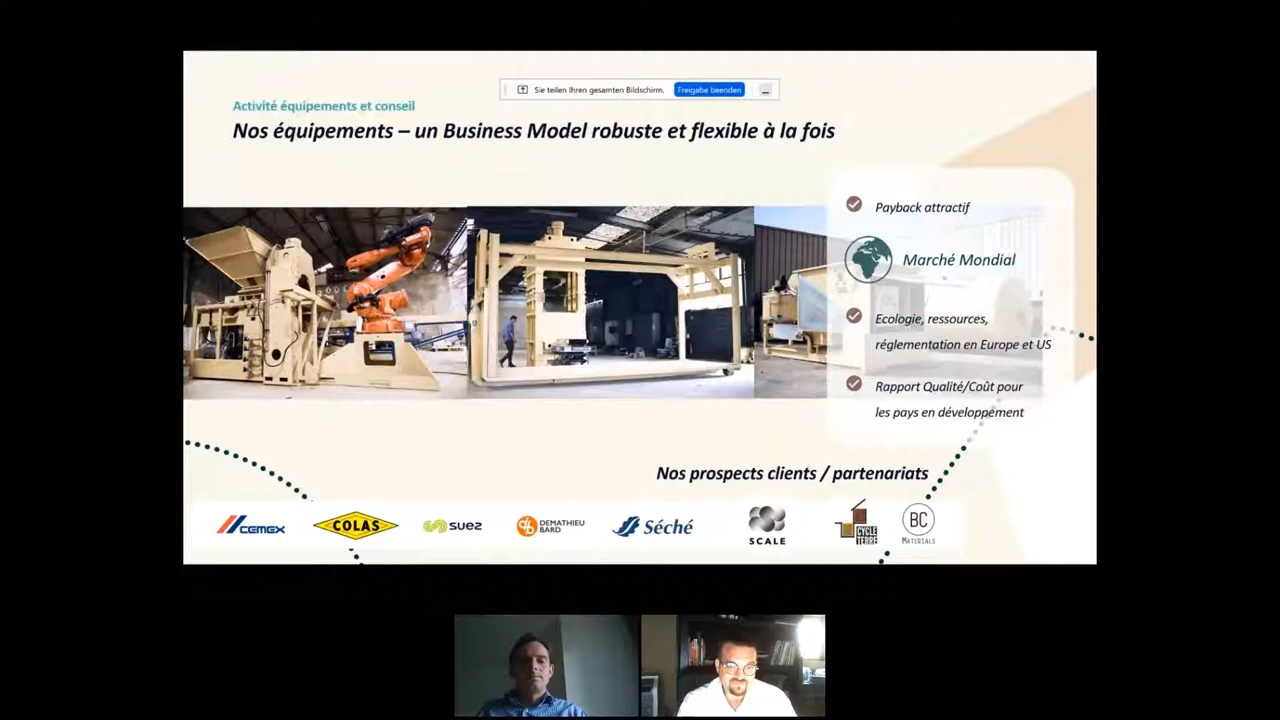 Sie teilen Ihren gesamten Bildschirm. Freigabe beenden
Activité équipements et conseil
Nos équipements – un Business Model robuste et flexible à la fois
Payback attractif
Marché Mondial
Ecologie, ressources,
réglementation en Europe et US
Rapport Qualité/Coût pour
les pays en développement
Nos prospects clients / partenariats
CEMEX
COLAS
suez
DEMATHIEU
BARD
Séché
SCALE
CYCLE
TERRE
BC
MATERIALS